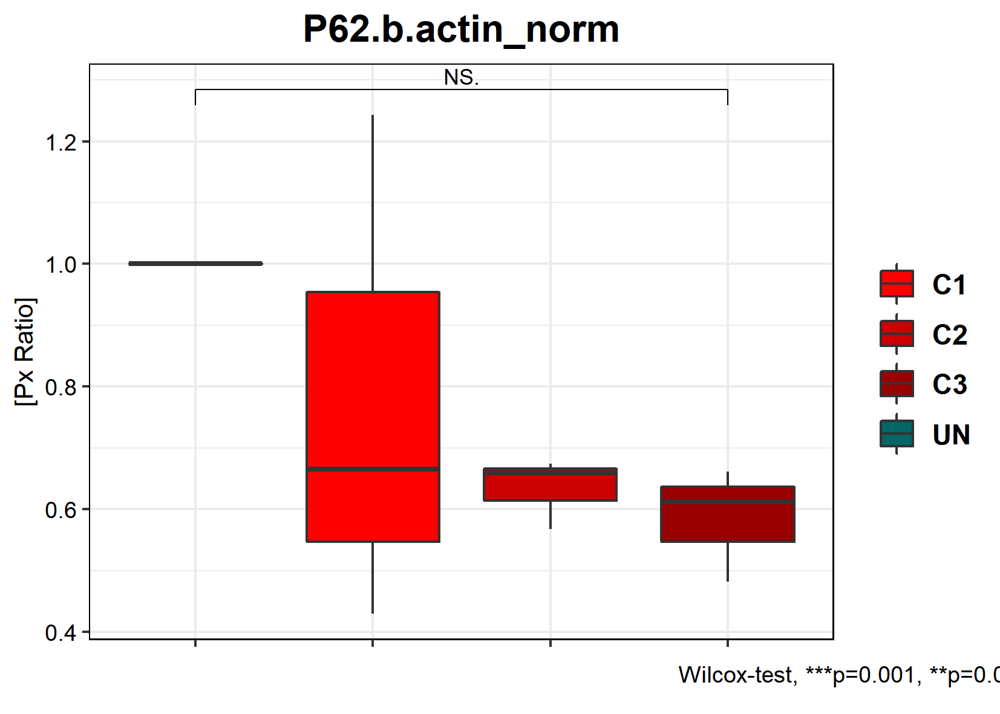 P62.b.actin_norm
NS.
1.2
1.0
0.8
0.6
0.4
[Px Ratio]
C1
C2
C3
UN
Wilcox-test, ***p=0.001, **p=0.0